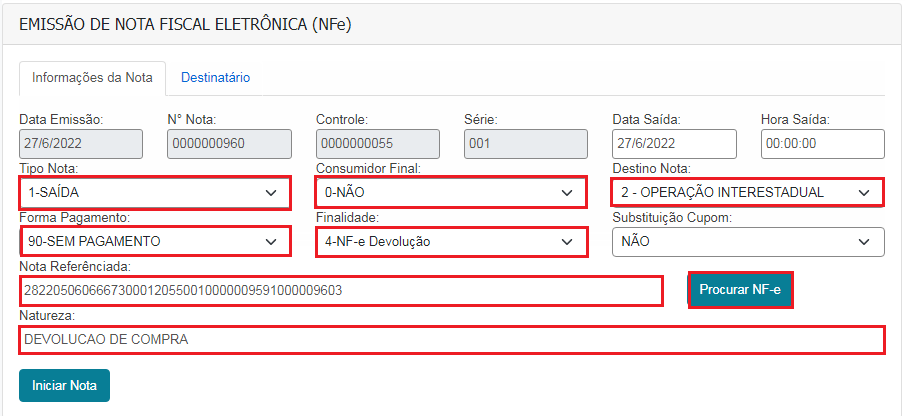 EMISSÃO DE NOTA FISCAL ELETRÔNICA (NFe)
Informações da Nota Destinatário
Data Emissão: N° Nota: Controle: Série: Data Saída: Hora Saída:
27/6/2022 0000000960 0000000055 001 27/6/2022 00:00:00
Tipo Nota: Consumidor Final: Destino Nota:
1-SAÍDA 0-NÃO 2 - OPERAÇÃO INTERESTADUAL
Forma Pagamento: Finalidade: Substituição Cupom:
90-SEM PAGAMENTO 4-NF-e Devolução NÃO
Nota Referênciada:
28220506066673000120550010000009591000009603 Procurar NF-e
Natureza:
DEVOLUCAO DE COMPRA
Iniciar Nota